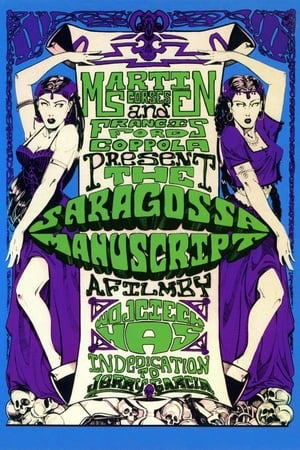 MARTIN
SCORSESE
and
FRANCIS
FORD
COPPOLA
PRESENT
THE
SARAGOSSA
MANUSCRIPT
A FILM BY
WOJCIECH
HAS
IN DEDICATION
TO
JERRY GARCIA